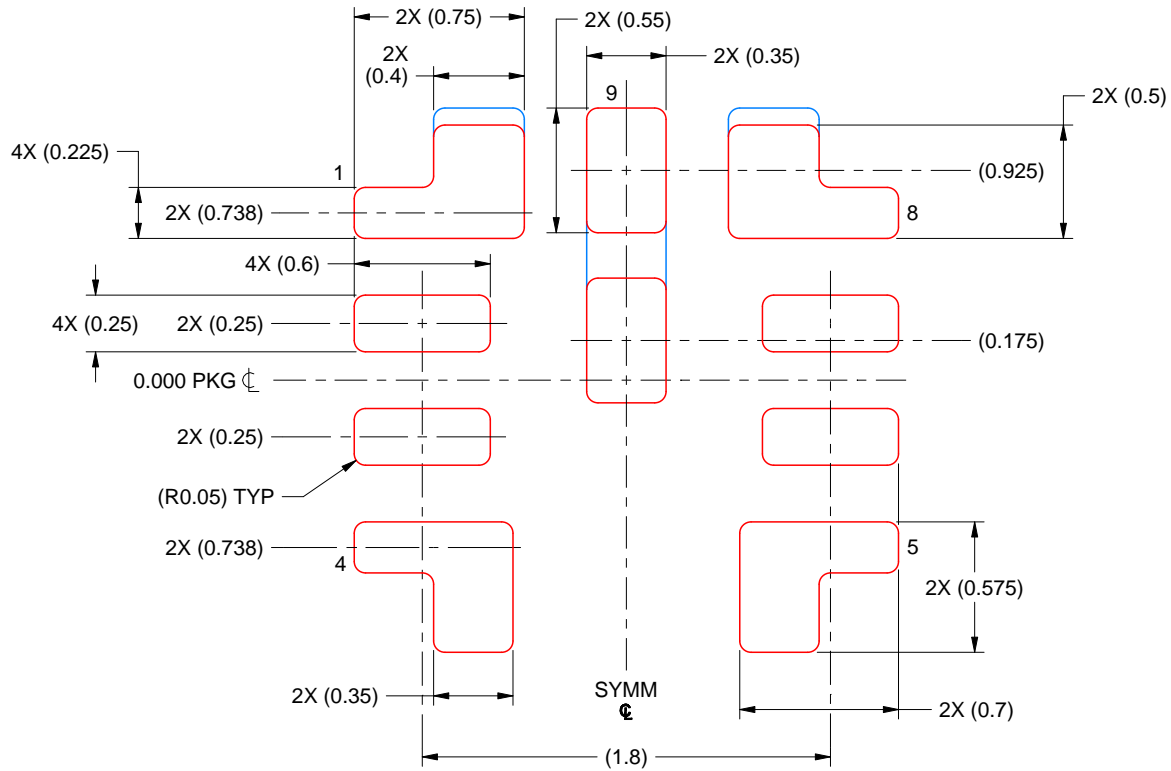 2X (0.75)
2X (0.55)
2X
(0.4)
2X (0.35)
9
2X (0.5)
4X (0.225)
1
(0.925)
2X (0.738)
8
4X (0.6)
4X (0.25)
2X (0.25)
(0.175)
0.000 PKG ℄
2X (0.25)
(R0.05) TYP
2X (0.738)
4
5
2X (0.575)
2X (0.35)
SYMM
℄
2X (0.7)
(1.8)